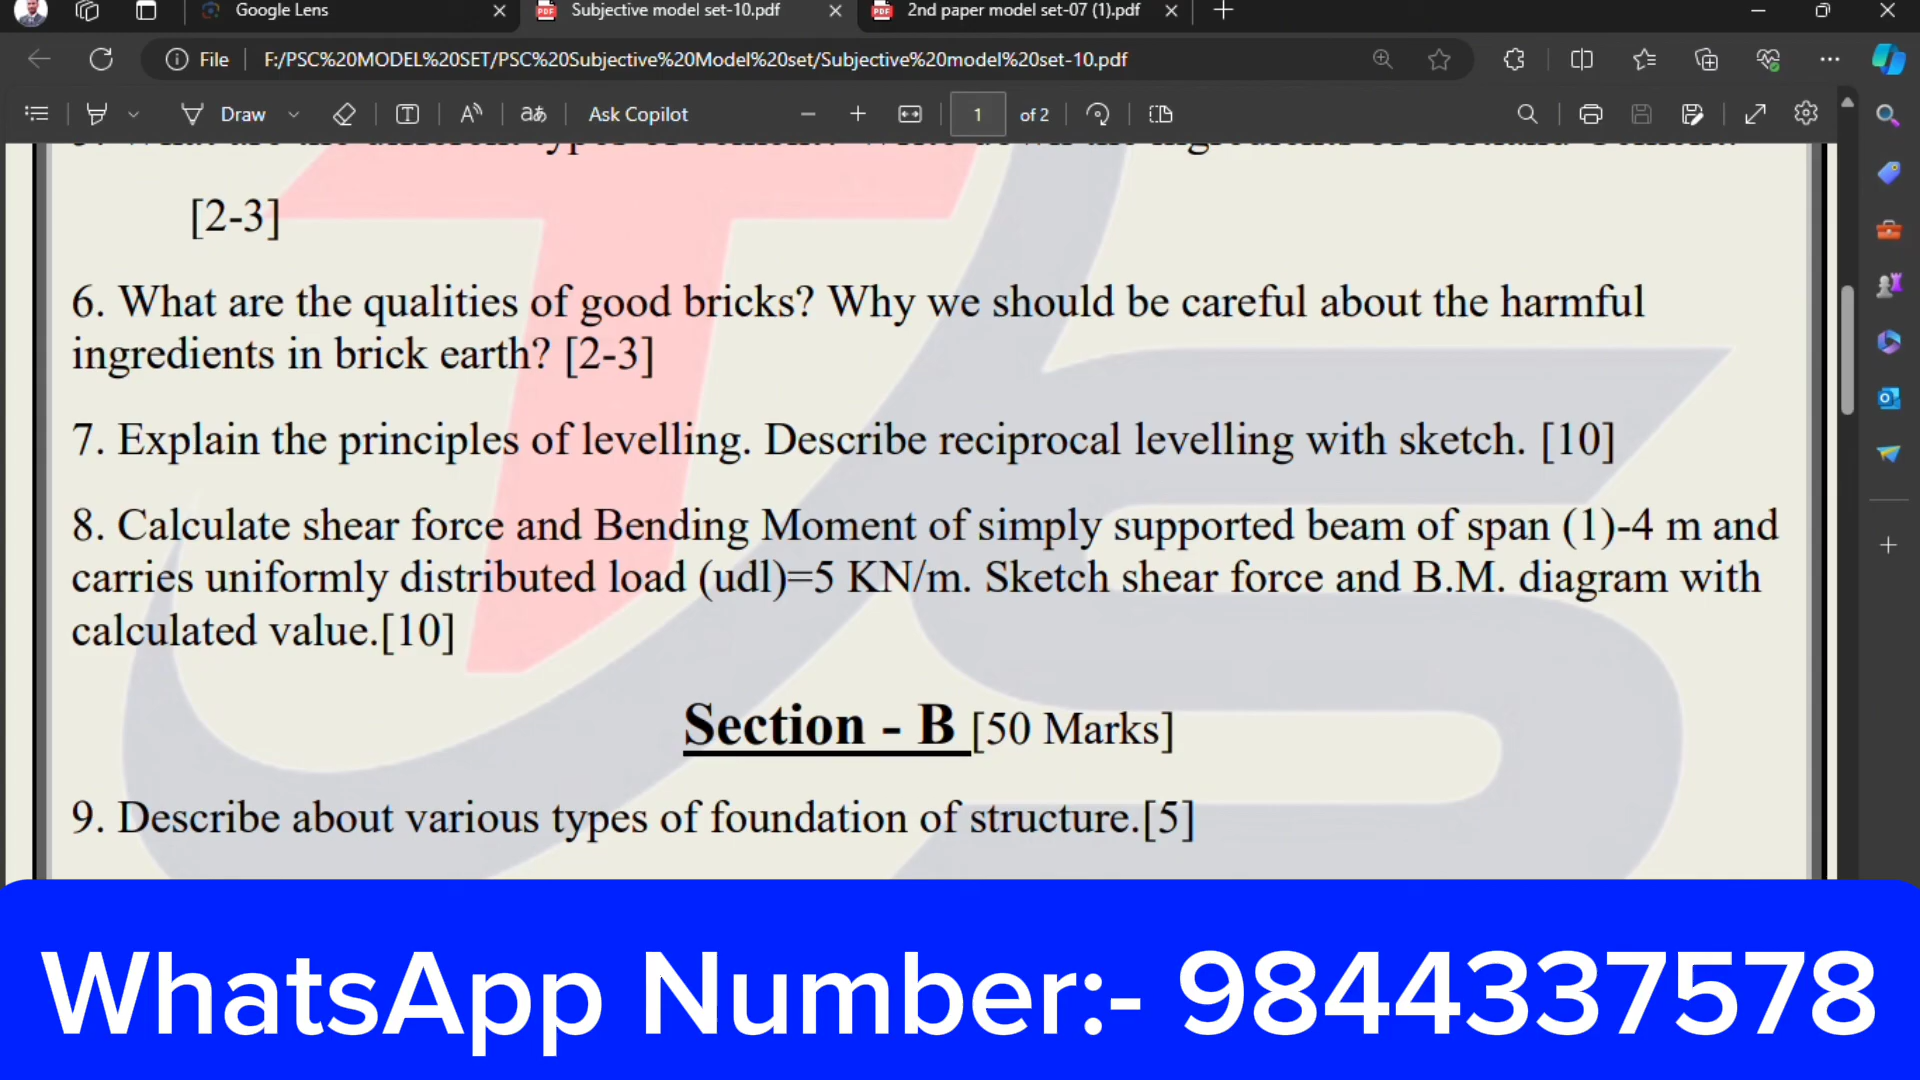 Google Lens
Subjective model set-10.pdf
2nd paper model set-07 (1).pdf
File
F:/PSC%20MODEL%20SET/PSC%20Subjective%20Model%20set/Subjective%20model%20set-10.pdf
Draw
aあ
Ask Copilot
1 of 2
[2-3]
6. What are the qualities of good bricks? Why we should be careful about the harmful
ingredients in brick earth? [2-3]
7. Explain the principles of levelling. Describe reciprocal levelling with sketch. [10]
8. Calculate shear force and Bending Moment of simply supported beam of span (1)-4 m and
carries uniformly distributed load (udl)=5 KN/m. Sketch shear force and B.M. diagram with
calculated value.[10]
Section - B [50 Marks]
9. Describe about various types of foundation of structure.[5]
WhatsApp Number:- 9844337578